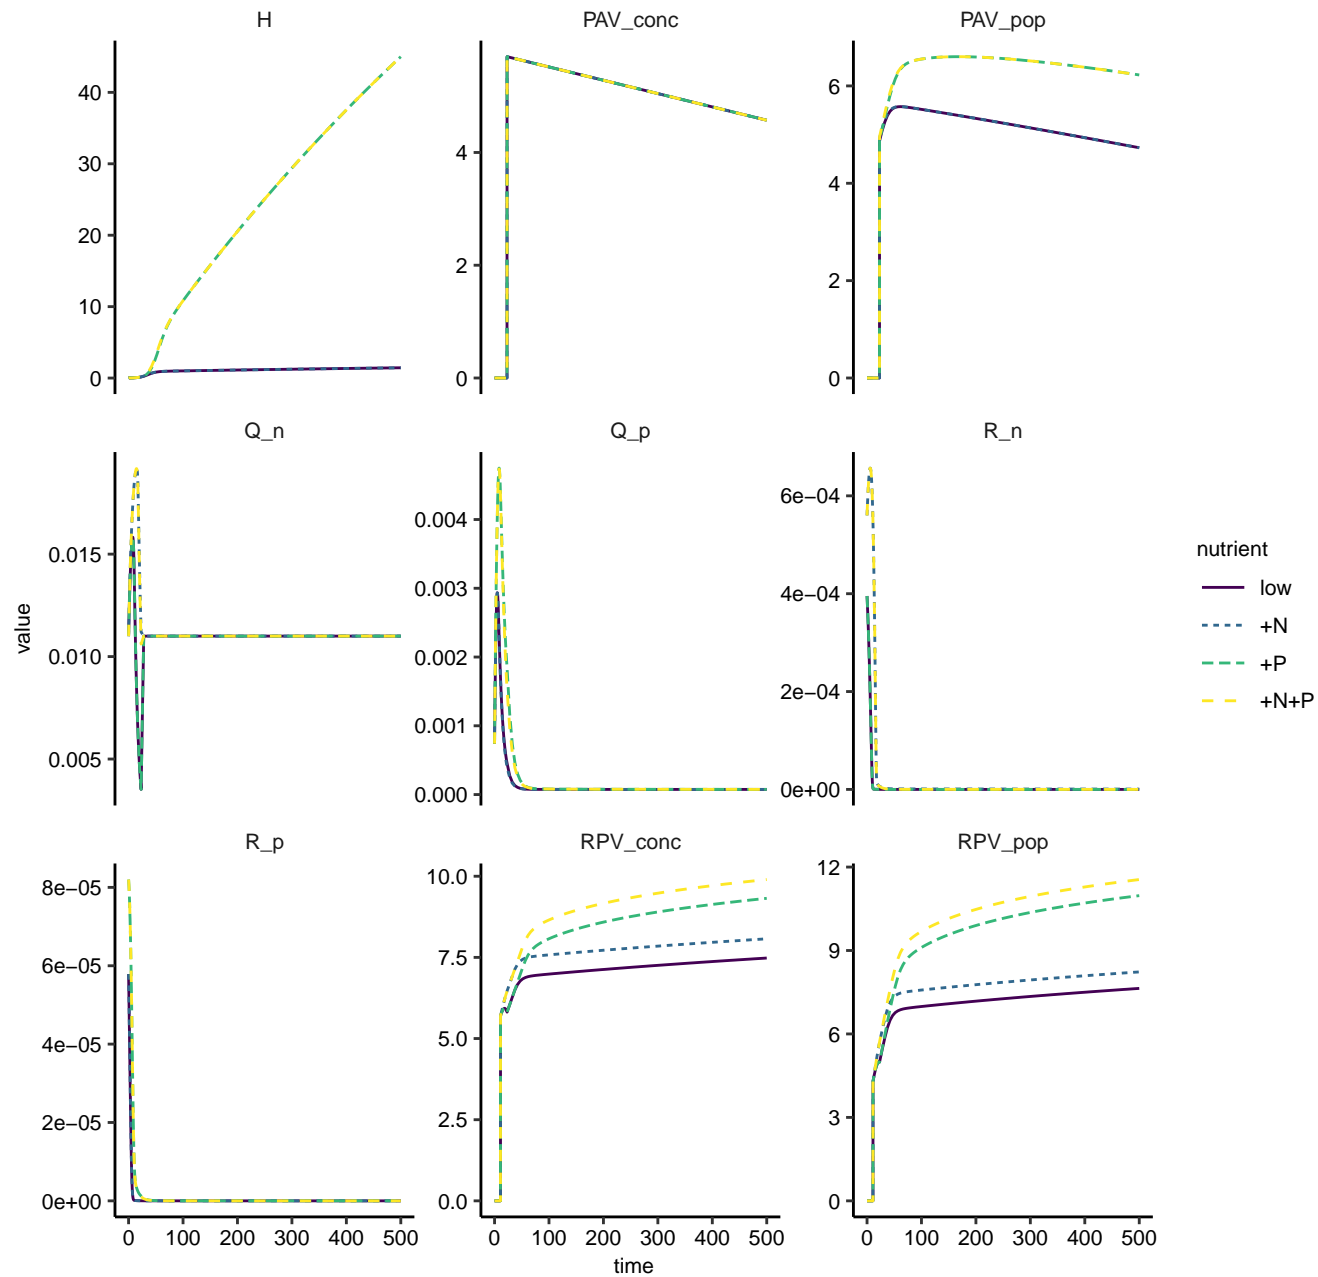 H
PAV_conc
PAV_pop
40
30
20
10
0
4
2
0
6
4
2
0
Q_n
Q_p
R_n
0.015
0.010
0.005
0.004
0.003
0.002
0.001
0.000
6e−04
4e−04
2e−04
0e+00
value
nutrient
low
+N
+P
+N+P
R_p
RPV_conc
RPV_pop
8e−05
6e−05
4e−05
2e−05
0e+00
10.0
7.5
5.0
2.5
0.0
12
9
6
3
0
0 100 200 300 400 500
0 100 200 300 400 500
0 100 200 300 400 500
time